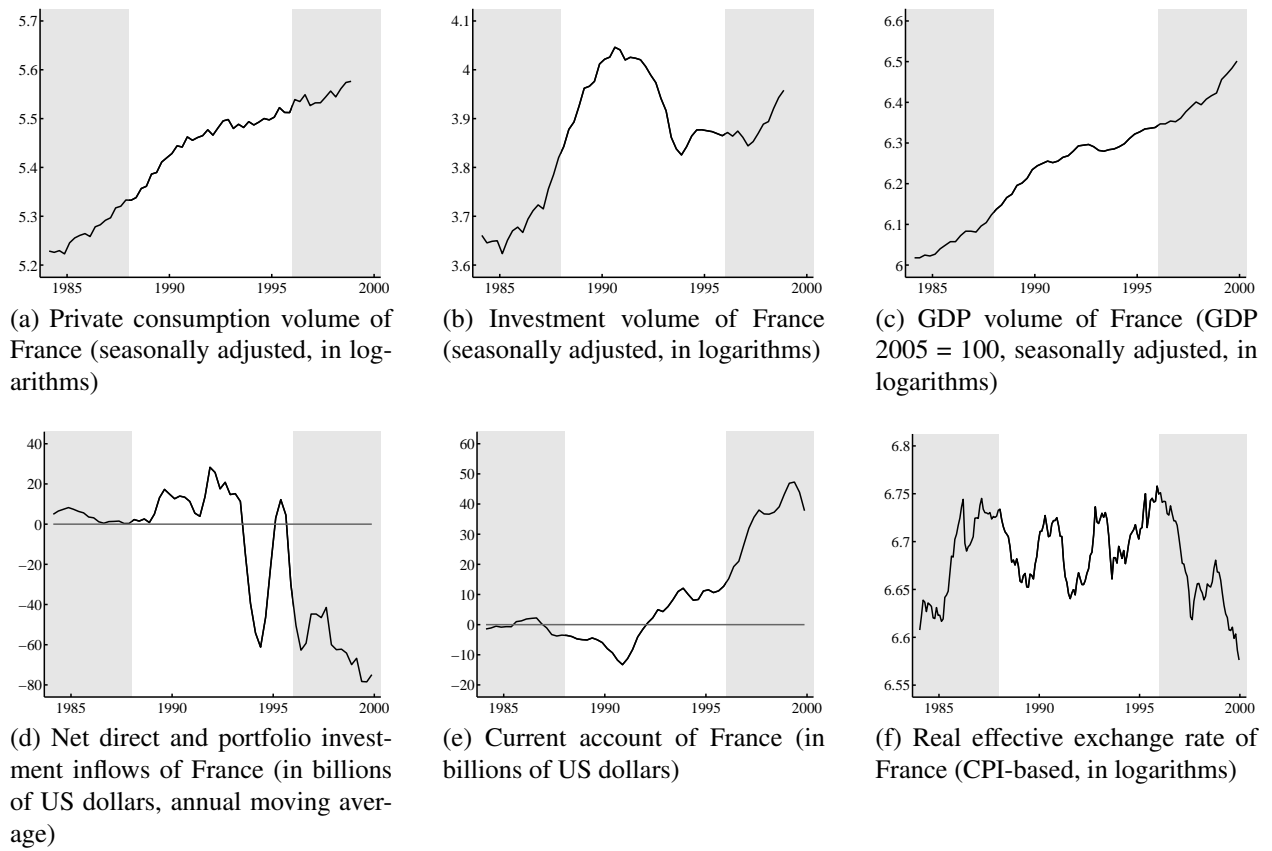 5.7
5.6
5.5
5.4
5.3
5.2
1985 1990 1995 2000
(a) Private consumption volume of
France (seasonally adjusted, in log-
arithms)
4.1
4
3.9
3.8
3.7
3.6
1985 1990 1995 2000
(b) Investment volume of France
(seasonally adjusted, in logarithms)
6.6
6.5
6.4
6.3
6.2
6.1
6
1985 1990 1995 2000
(c) GDP volume of France (GDP
2005 = 100, seasonally adjusted, in
logarithms)
40
20
0
−20
−40
−60
−80
1985 1990 1995 2000
(d) Net direct and portfolio invest-
ment inflows of France (in billions
of US dollars, annual moving aver-
age)
60
50
40
30
20
10
0
−10
−20
1985 1990 1995 2000
(e) Current account of France (in
billions of US dollars)
6.8
6.75
6.7
6.65
6.6
6.55
1985 1990 1995 2000
(f) Real effective exchange rate of
France (CPI-based, in logarithms)